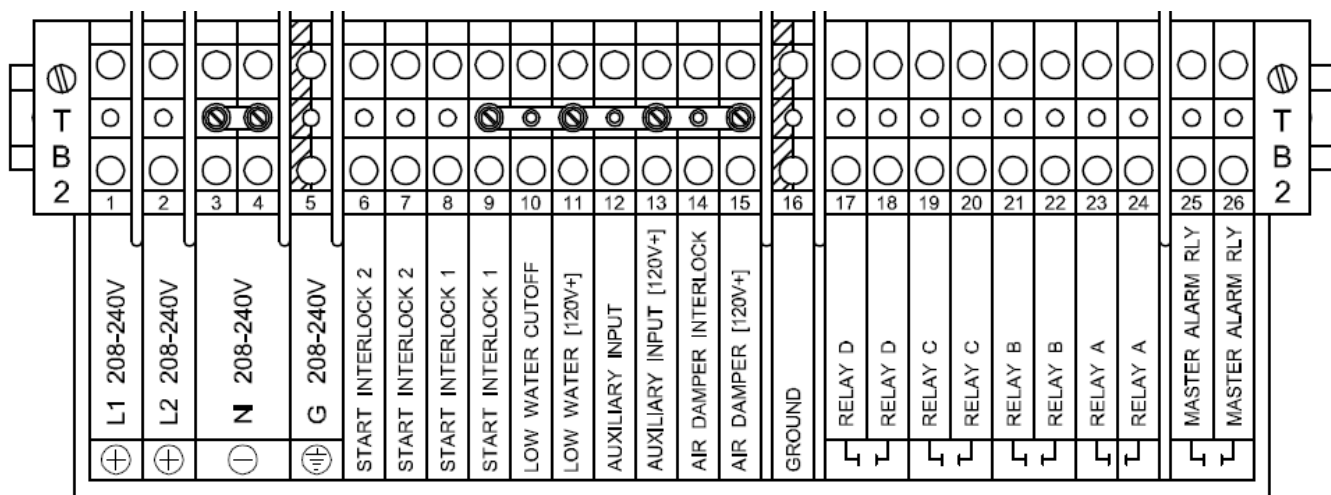 TB2
TB2
1 2 3 4 5 6 7 8 9 10 11 12 13 14 15 16 17 18 19 20 21 22 23 24 25 26
L1 208-240V
L2 208-240V
N 208-240V
G 208-240V
START INTERLOCK 2
START INTERLOCK 2
START INTERLOCK 1
START INTERLOCK 1
LOW WATER CUTOFF
LOW WATER [120V+]
AUXILIARY INPUT
AUXILIARY INPUT [120V+]
AIR DAMPER INTERLOCK
AIR DAMPER [120V+]
GROUND
RELAY D
RELAY D
RELAY C
RELAY C
RELAY B
RELAY B
RELAY A
RELAY A
MASTER ALARM RLY
MASTER ALARM RLY